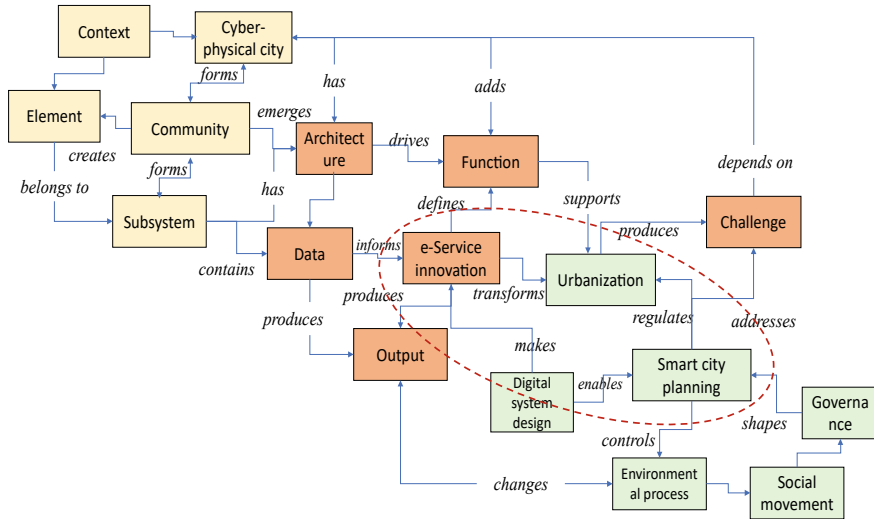 Context
Cyber-
physical city
forms
has
adds
Element
Community
emerges
Architect
ure
drives
Function
creates
forms
has
depends on
belongs to
defines
supports
Subsystem
produces
Challenge
contains
Data
informs
e-Service
innovation
Urbanization
produces
transforms
produces
regulates
addresses
Output
makes
Smart city
planning
Digital
system
design
enables
Governa
nce
shapes
controls
changes
Environment
al process
Social
movement